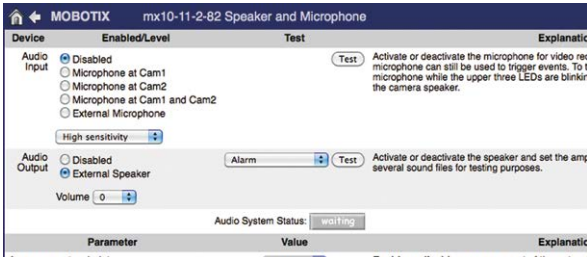 MOBOTIX mx10-11-2-82 Speaker and Microphone
Device Enabled/Level Test Explanatio
Audio Input
Disabled
Microphone at Cam1
Microphone at Cam2
Microphone at Cam1 and Cam2
External Microphone
High sensitivity
Test
Activate or deactivate the microphone for video rec
microphone can still be used to trigger events. To t
microphone while the upper three LEDs are blinkin
the camera speaker.
Audio Output
Disabled
External Speaker
Volume 0
Alarm Test
Activate or deactivate the speaker and set the amp
several sound files for testing purposes.
Audio System Status: waiting
Parameter Value Explanatio